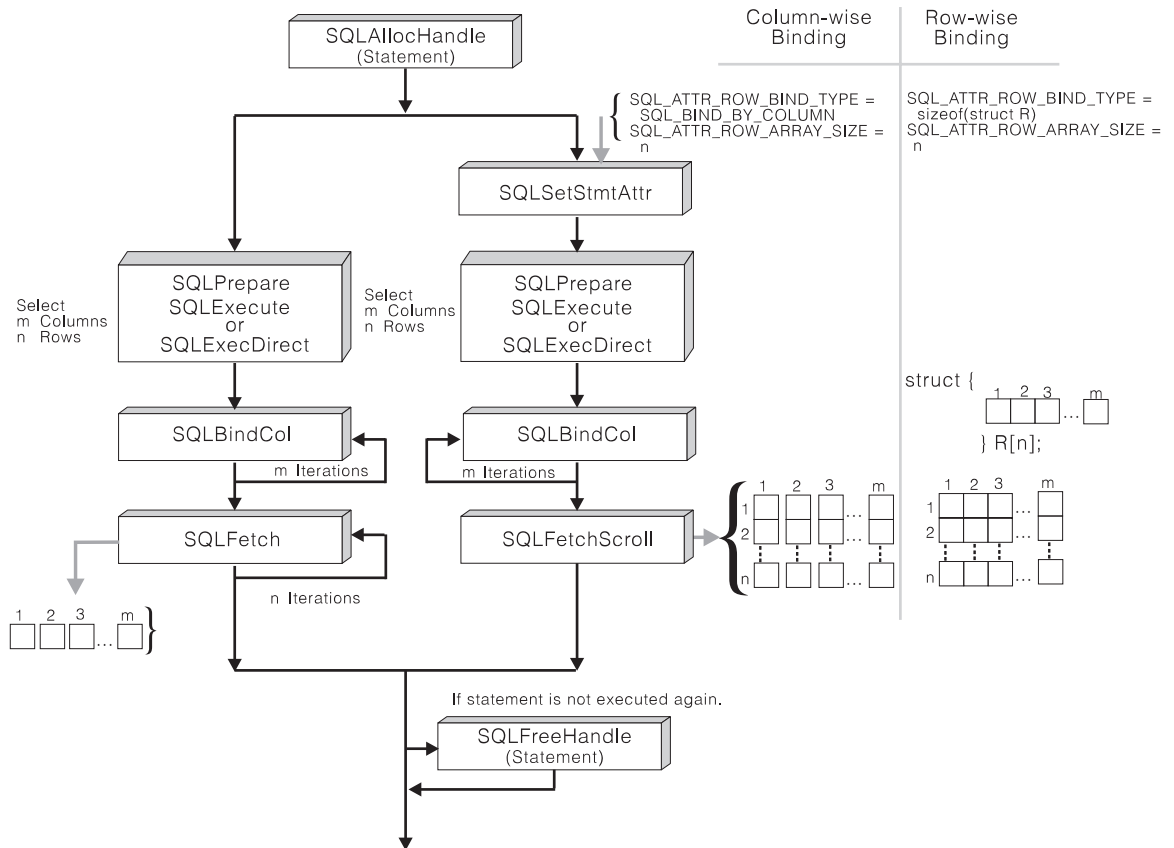 Column-wise
Binding
Row-wise
Binding
SQLAllocHandle
(Statement)
SQL_ATTR_ROW_BIND_TYPE =
SQL_BIND_BY_COLUMN
SQL_ATTR_ROW_ARRAY_SIZE =
n
SQL_ATTR_ROW_BIND_TYPE =
sizeof(struct R)
SQL_ATTR_ROW_ARRAY_SIZE =
n
SQLSetStmtAttr
Select
m Columns
n Rows
SQLPrepare
SQLExecute
or
SQLExecDirect
Select
m Columns
n Rows
SQLPrepare
SQLExecute
or
SQLExecDirect
struct {
1 2 3 m
...
} R[n];
SQLBindCol
m Iterations
SQLBindCol
m Iterations
SQLFetch
n Iterations
SQLFetchScroll
{
1 2 3 m
1 ...
2 ...
n ...
1 2 3 m
1 ...
2 ...
n ...
1 2 3 m
... }
If statement is not executed again.
SQLFreeHandle
(Statement)